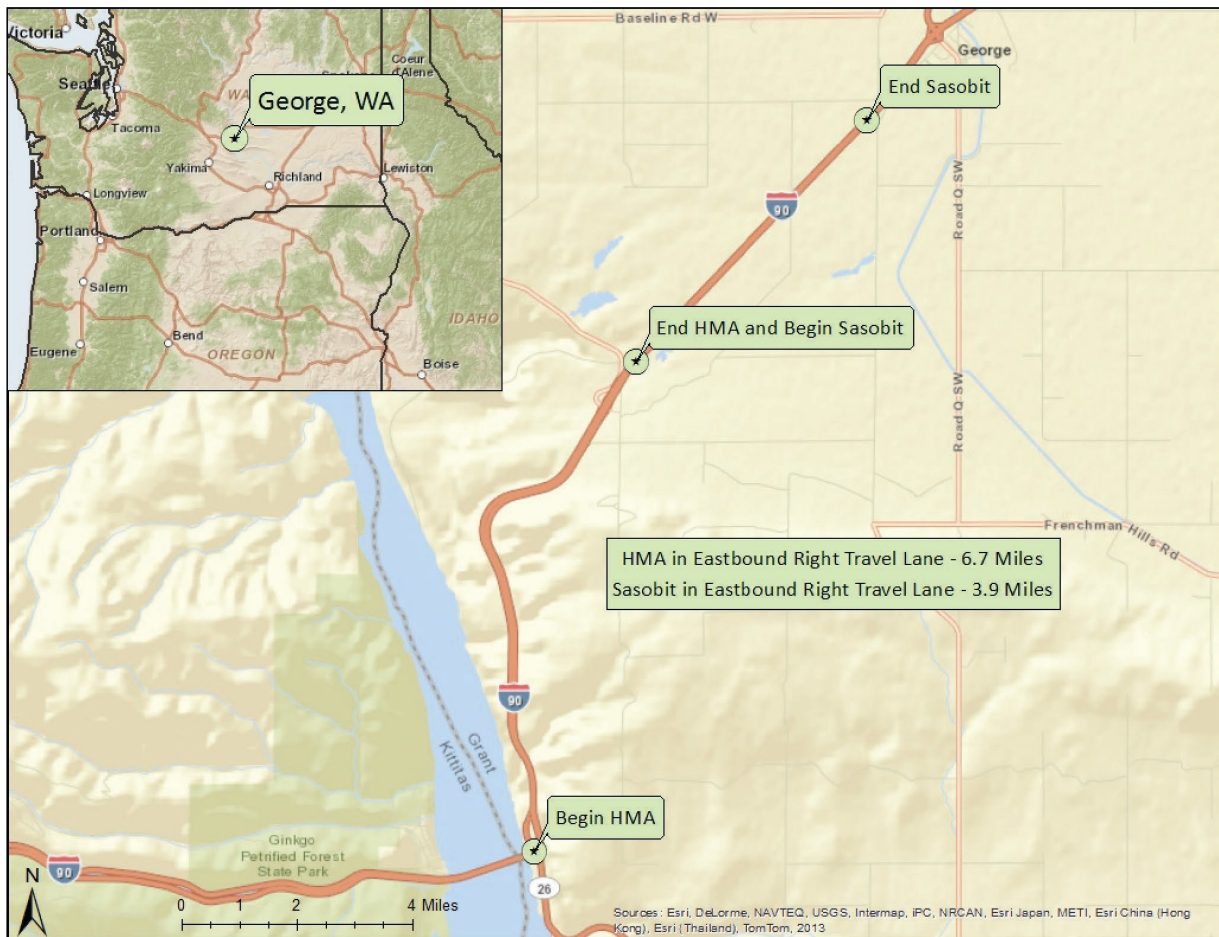 Victoria
Seattle
WA
Tacoma
Yakima
Richland
Longview
Lewiston
Coeur
d'Alene
George, WA
Portland
Salem
Bend
Eugene
OREGON
IDAHO
Boise
Baseline Rd W
George
End Sasobit
90
Road Q SW
End HMA and Begin Sasobit
Road Q SW
Frenchman Hills Rd
HMA in Eastbound Right Travel Lane - 6.7 Miles
Sasobit in Eastbound Right Travel Lane - 3.9 Miles
90
Grant
Kittitas
Begin HMA
Ginkgo
Petrified Forest
State Park
90
26
N
0 1 2 4 Miles
Sources: Esri, DeLorme, NAVTEQ, USGS, Intermap, iPC, NRCAN, Esri Japan, METI, Esri China (Hong
Kong), Esri (Thailand), TomTom, 2013